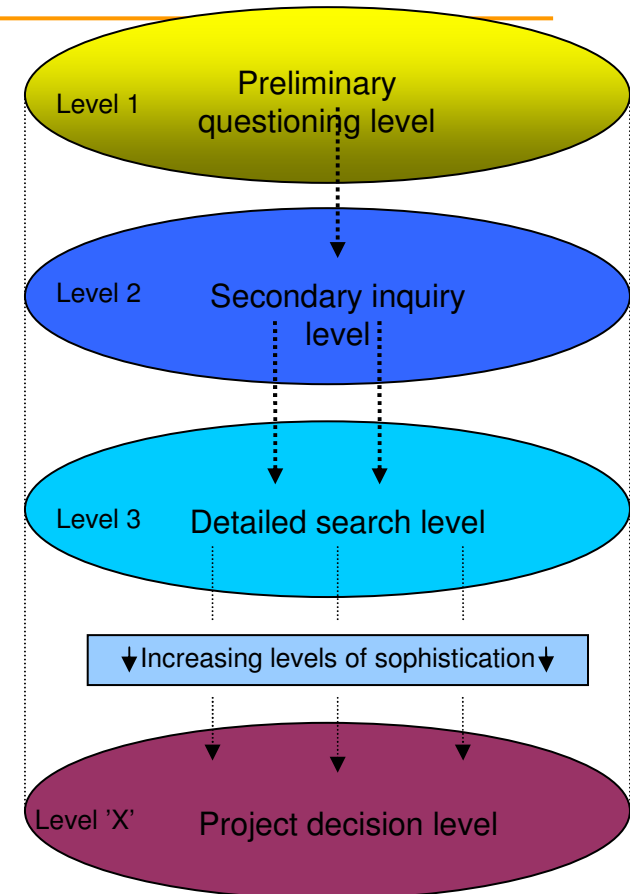 Preliminary
questioning level
Level 1
Secondary inquiry
level
Level 2
Level 3
Detailed search level
Increasing levels of sophistication
Level 'X'
Project decision level